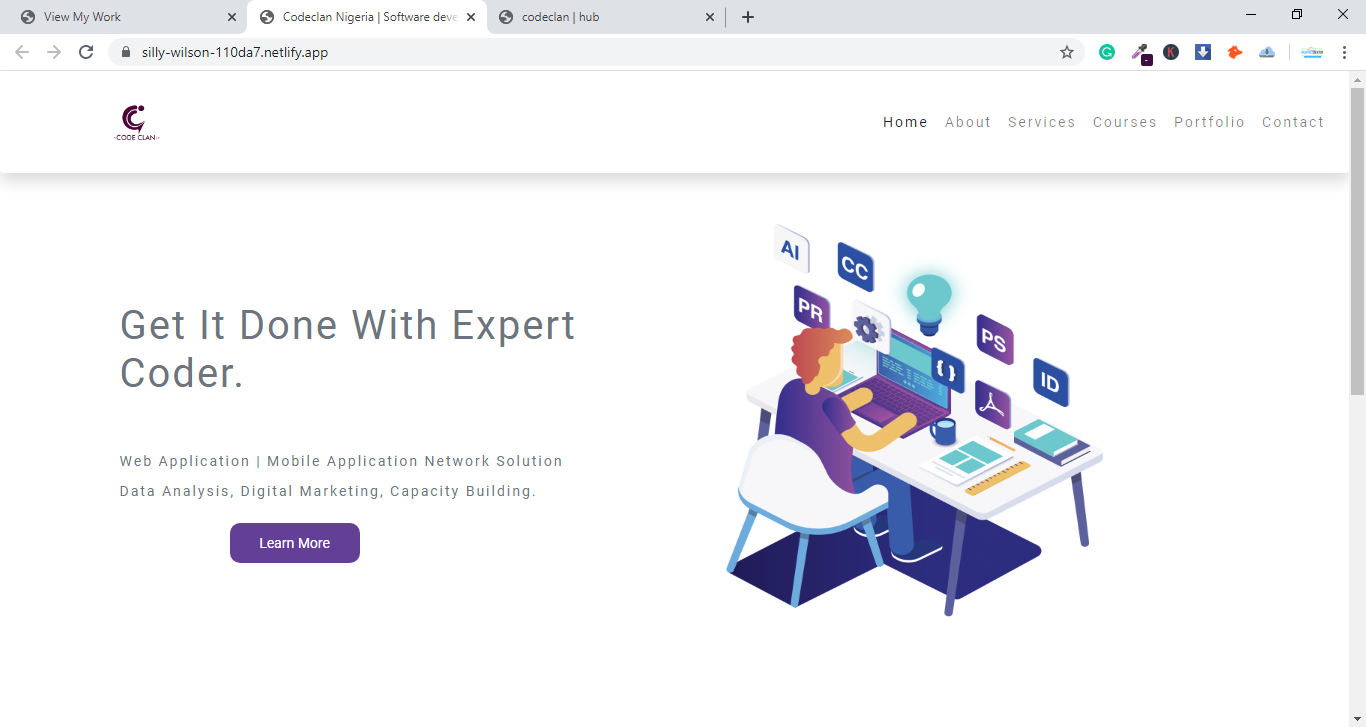 View My Work
Codeclan Nigeria | Software deve
codeclan | hub
silly-wilson-110da7.netlify.app
CODE CLAN
Home About Services Courses Portfolio Contact
Get It Done With Expert
Coder.
Web Application | Mobile Application Network Solution
Data Analysis, Digital Marketing, Capacity Building.
Learn More
AI
CC
PR
{ }
PS
ID